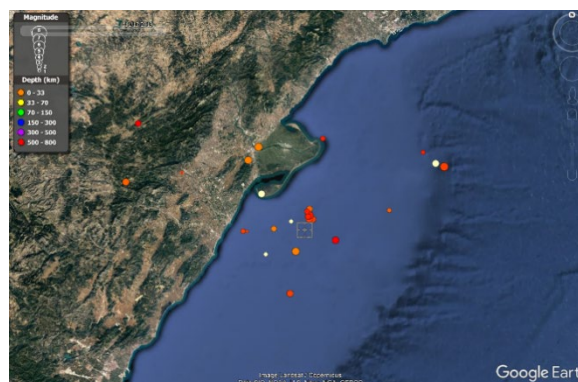 Magnitude
Depth (km)
0 - 33
33 - 70
70 - 150
150 - 300
300 - 500
500 - 800
Image Landsat / Copernicus
Google Eart